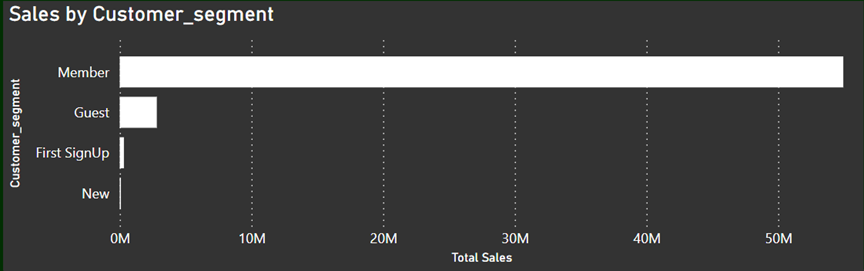 Sales by Customer_segment
Customer_segment
Member
Guest
First SignUp
New
0M 10M 20M 30M 40M 50M
Total Sales